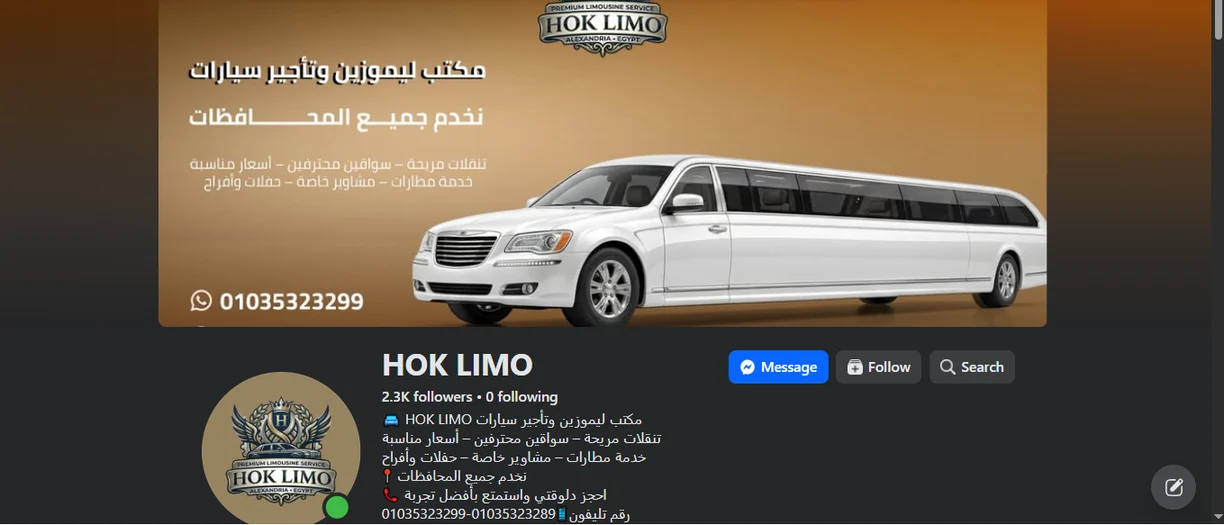 PREMIUM LIMOUSINE SERVICE
HOK LIMO
ALEXANDRIA • EGYPT
مكتب ليموزين وتأجير سيارات
نخدم جميـــع المحـــــــــافظات
تنقلات مريحة – سواقين محترفين – أسعار مناسبة
خدمة مطارات – مشاوير خاصة – حفلات وأفراح
01035323299
HOK LIMO
Message
Follow
Search
2.3K followers • 0 following
مكتب ليموزين وتأجير سيارات HOK LIMO 🚘
تنقلات مريحة – سواقين محترفين – أسعار مناسبة
خدمة مطارات – مشاوير خاصة – حفلات وأفراح
نخدم جميع المحافظات 📍
احجز دلوقتي واستمتع بأفضل تجربة 📞
رقم تليفون📱01035323289-01035323299
H
PREMIUM LIMOUSINE SERVICE
HOK LIMO
ALEXANDRIA • EGYPT